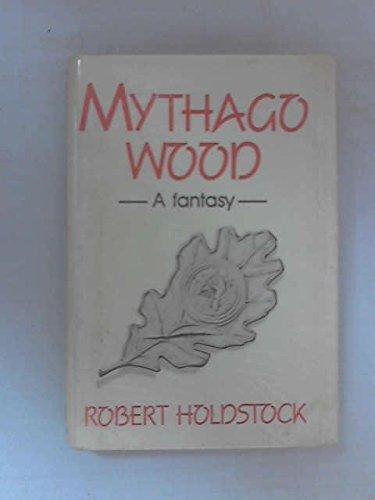 MYTHAGO
WOOD
— A fantasy —
ROBERT HOLDSTOCK